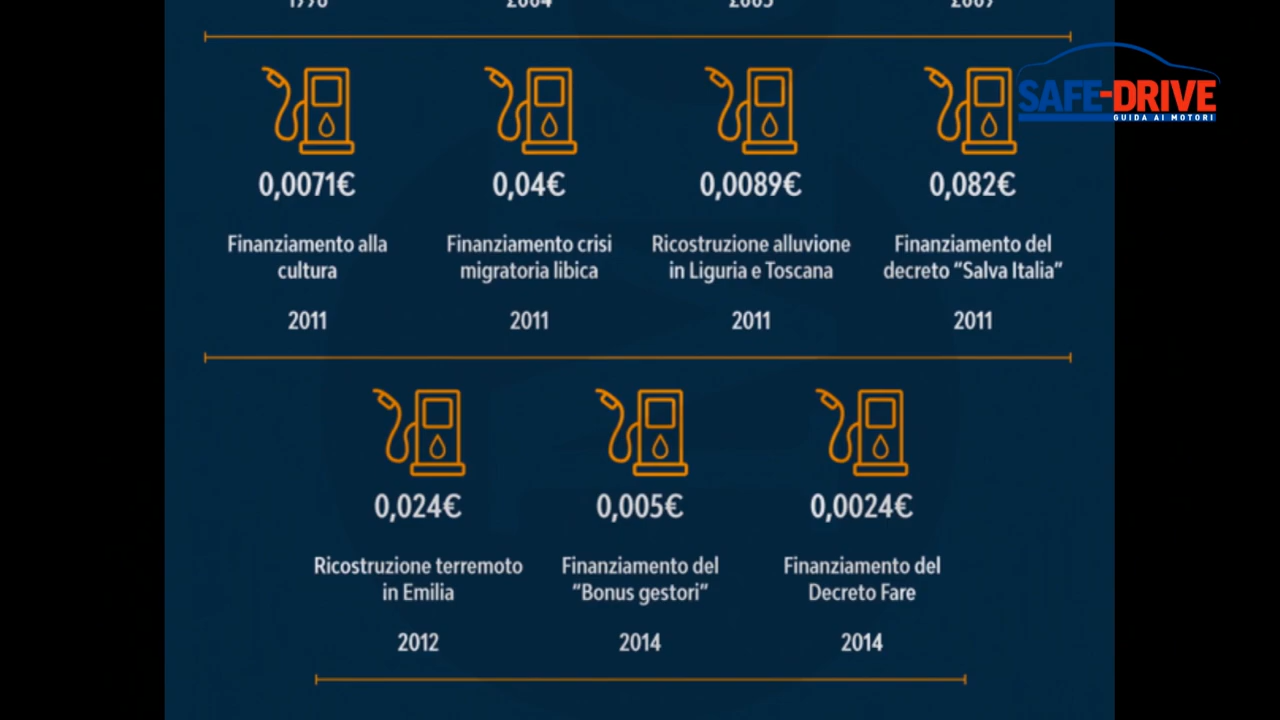 SAFE-DRIVE
GUIDA AI MOTORI
0,0071€
0,04€
0,0089€
0,082€
Finanziamento alla
cultura
Finanziamento crisi
migratoria libica
Ricostruzione alluvione
in Liguria e Toscana
Finanziamento del
decreto “Salva Italia”
2011
2011
2011
2011
0,024€
0,005€
0,0024€
Ricostruzione terremoto
in Emilia
Finanziamento del
“Bonus gestori”
Finanziamento del
Decreto Fare
2012
2014
2014